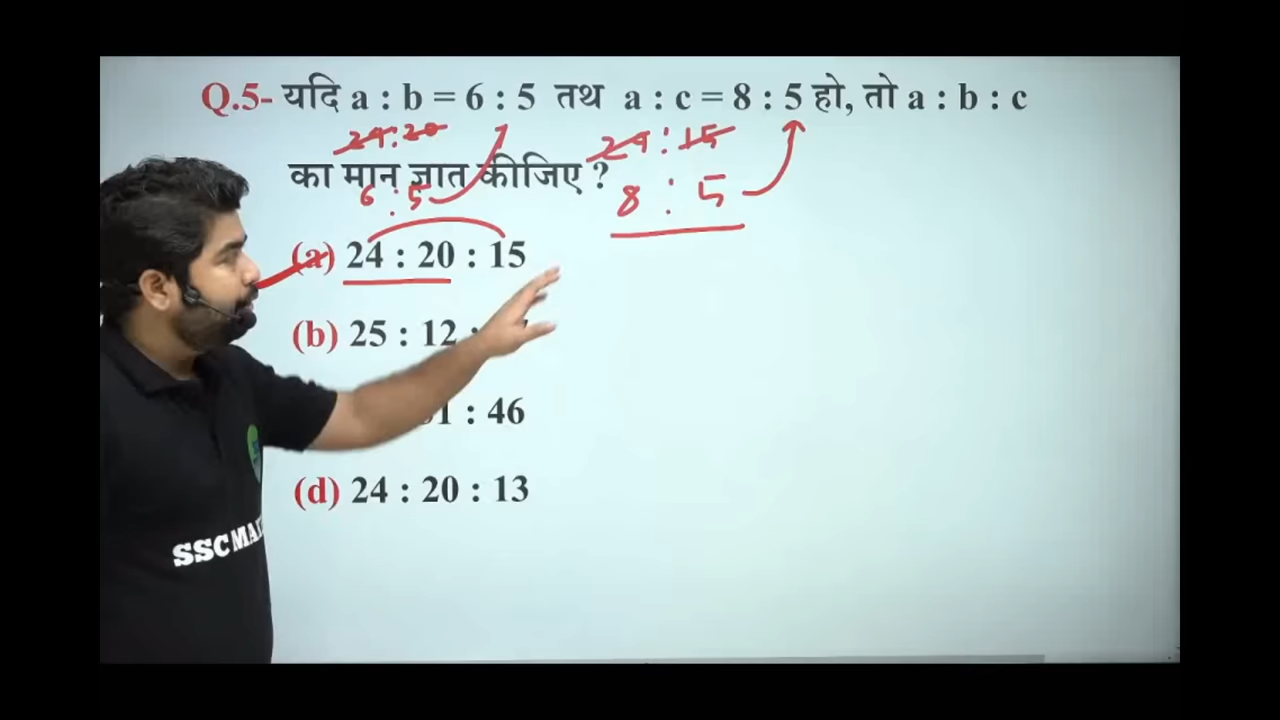 Q.5- यदि a : b = 6 : 5 तथ a : c = 8 : 5 हो, तो a : b : c
24:20
24:15
का मान ज्ञात कीजिए ?
6:5
8:5
(a) 24 : 20 : 15
(b) 25 : 12 :
: 46
(d) 24 : 20 : 13
SSC